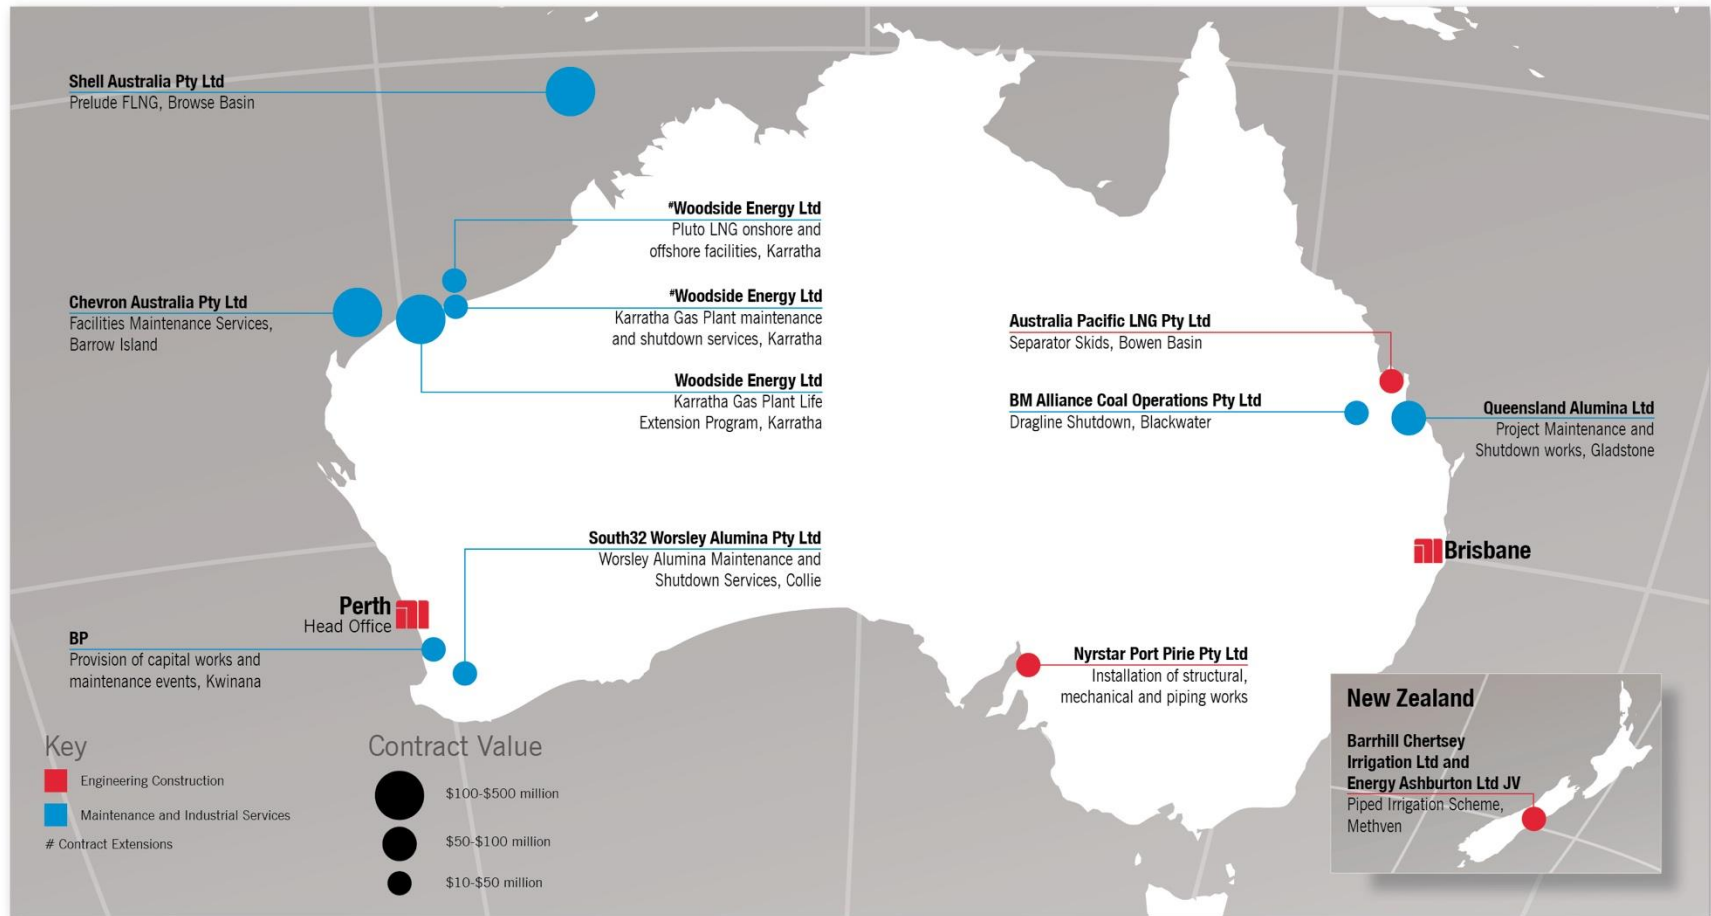 Shell Australia Pty Ltd
Prelude FLNG, Browse Basin
#Woodside Energy Ltd
Pluto LNG onshore and
offshore facilities, Karratha
Chevron Australia Pty Ltd
Facilities Maintenance Services,
Barrow Island
#Woodside Energy Ltd
Karratha Gas Plant maintenance
and shutdown services, Karratha
Woodside Energy Ltd
Karratha Gas Plant Life
Extension Program, Karratha
Australia Pacific LNG Pty Ltd
Separator Skids, Bowen Basin
BM Alliance Coal Operations Pty Ltd
Dragline Shutdown, Blackwater
Queensland Alumina Ltd
Project Maintenance and
Shutdown works, Gladstone
South32 Worsley Alumina Pty Ltd
Worsley Alumina Maintenance and
Shutdown Services, Collie
Brisbane
Perth
Head Office
BP
Provision of capital works and
maintenance events, Kwinana
Nyrstar Port Pirie Pty Ltd
Installation of structural,
mechanical and piping works
New Zealand
Barrhill Chertsey
Irrigation Ltd and
Energy Ashburton Ltd JV
Piped Irrigation Scheme,
Methven
Key
Engineering Construction
Maintenance and Industrial Services
# Contract Extensions
Contract Value
$100-$500 million
$50-$100 million
$10-$50 million